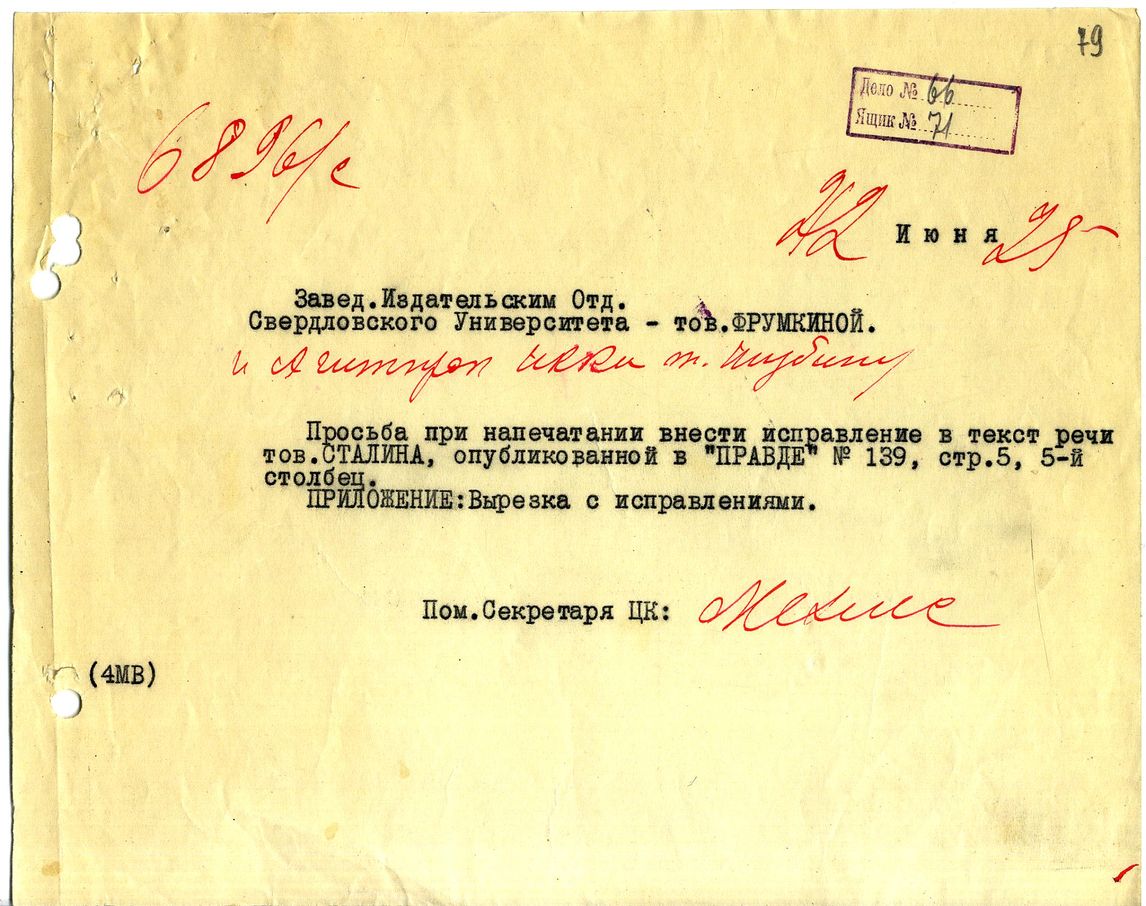 79
Дело № 66
Ящик № 71
6896/с
22 Июня 25
Завед.Издательским Отд.
Свердловского Университета - тов.ФРУМКИНОЙ.
и Агитпроп ИККИ т. Шубину
Просьба при напечатании внести исправление в текст речи
тов.СТАЛИНА, опубликованной в "ПРАВДЕ" № 139, стр.5, 5-й
столбец.
ПРИЛОЖЕНИЕ:Вырезка с исправлениями.
Пом.Секретаря ЦК: Мехлис
(4МВ)